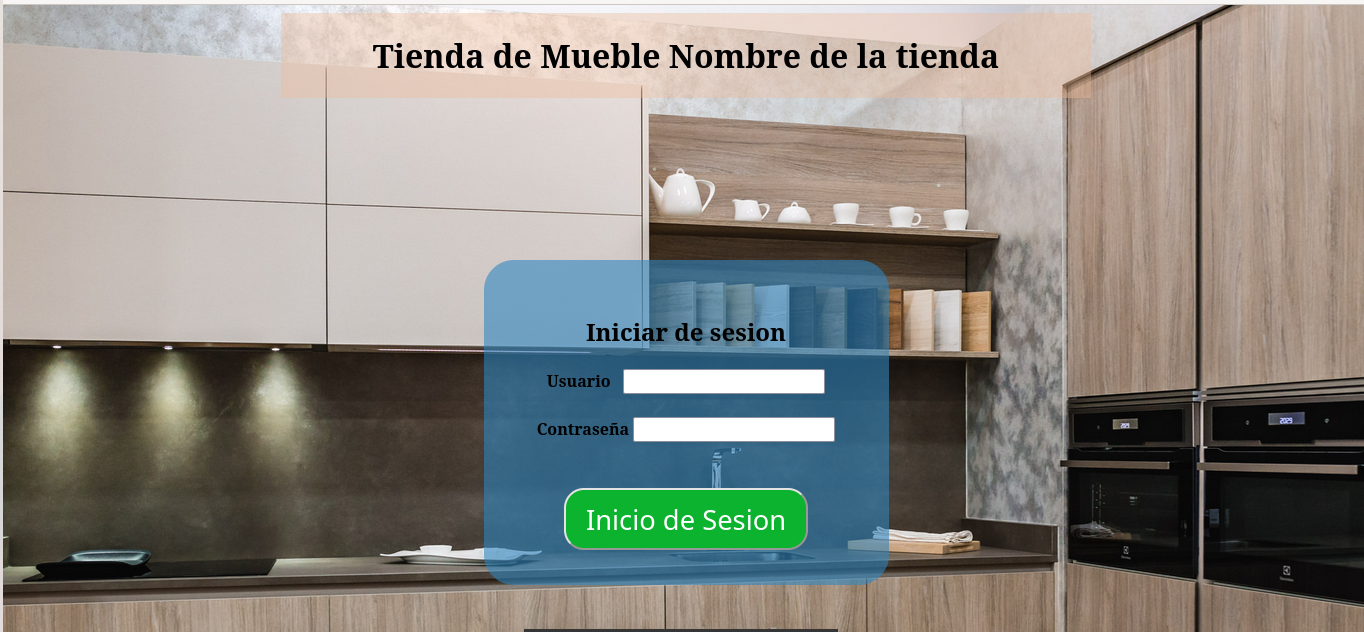 Tienda de Mueble Nombre de la tienda
Iniciar de sesion
Usuario
Contraseña
Inicio de Sesion